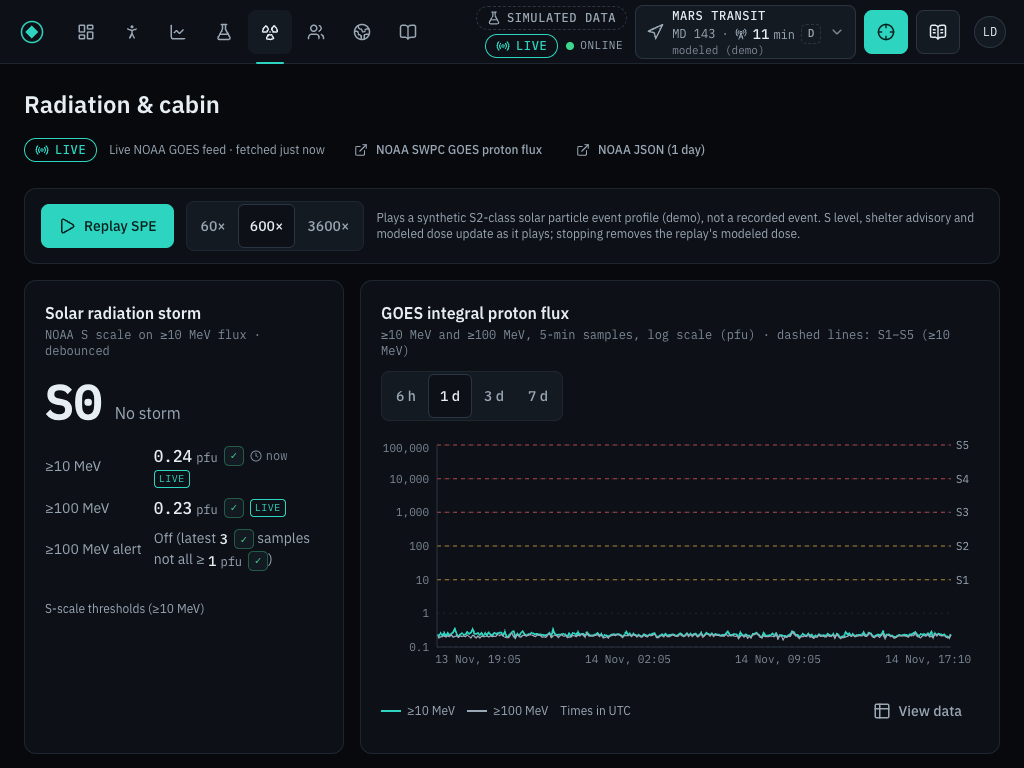 SIMULATED DATA
LIVE
ONLINE
MARS TRANSIT
MD 143 · 11 min D
modeled (demo)
LD
Radiation & cabin
LIVE
Live NOAA GOES feed · fetched just now
NOAA SWPC GOES proton flux
NOAA JSON (1 day)
Replay SPE
60×
600×
3600×
Plays a synthetic S2-class solar particle event profile (demo), not a recorded event. S level, shelter advisory and
modeled dose update as it plays; stopping removes the replay's modeled dose.
Solar radiation storm
NOAA S scale on ≥10 MeV flux ·
debounced
S0 No storm
≥10 MeV
0.24 pfu ✓ now
LIVE
≥100 MeV
0.23 pfu ✓ LIVE
≥100 MeV alert
Off (latest 3 ✓ samples
not all ≥ 1 pfu ✓)
S-scale thresholds (≥10 MeV)
GOES integral proton flux
≥10 MeV and ≥100 MeV, 5-min samples, log scale (pfu) · dashed lines: S1–S5 (≥10
MeV)
6 h
1 d
3 d
7 d
100,000
S5
10,000
S4
1,000
S3
100
S2
10
S1
1
0.1
13 Nov, 19:05
14 Nov, 02:05
14 Nov, 09:05
14 Nov, 17:10
≥10 MeV
≥100 MeV
Times in UTC
View data